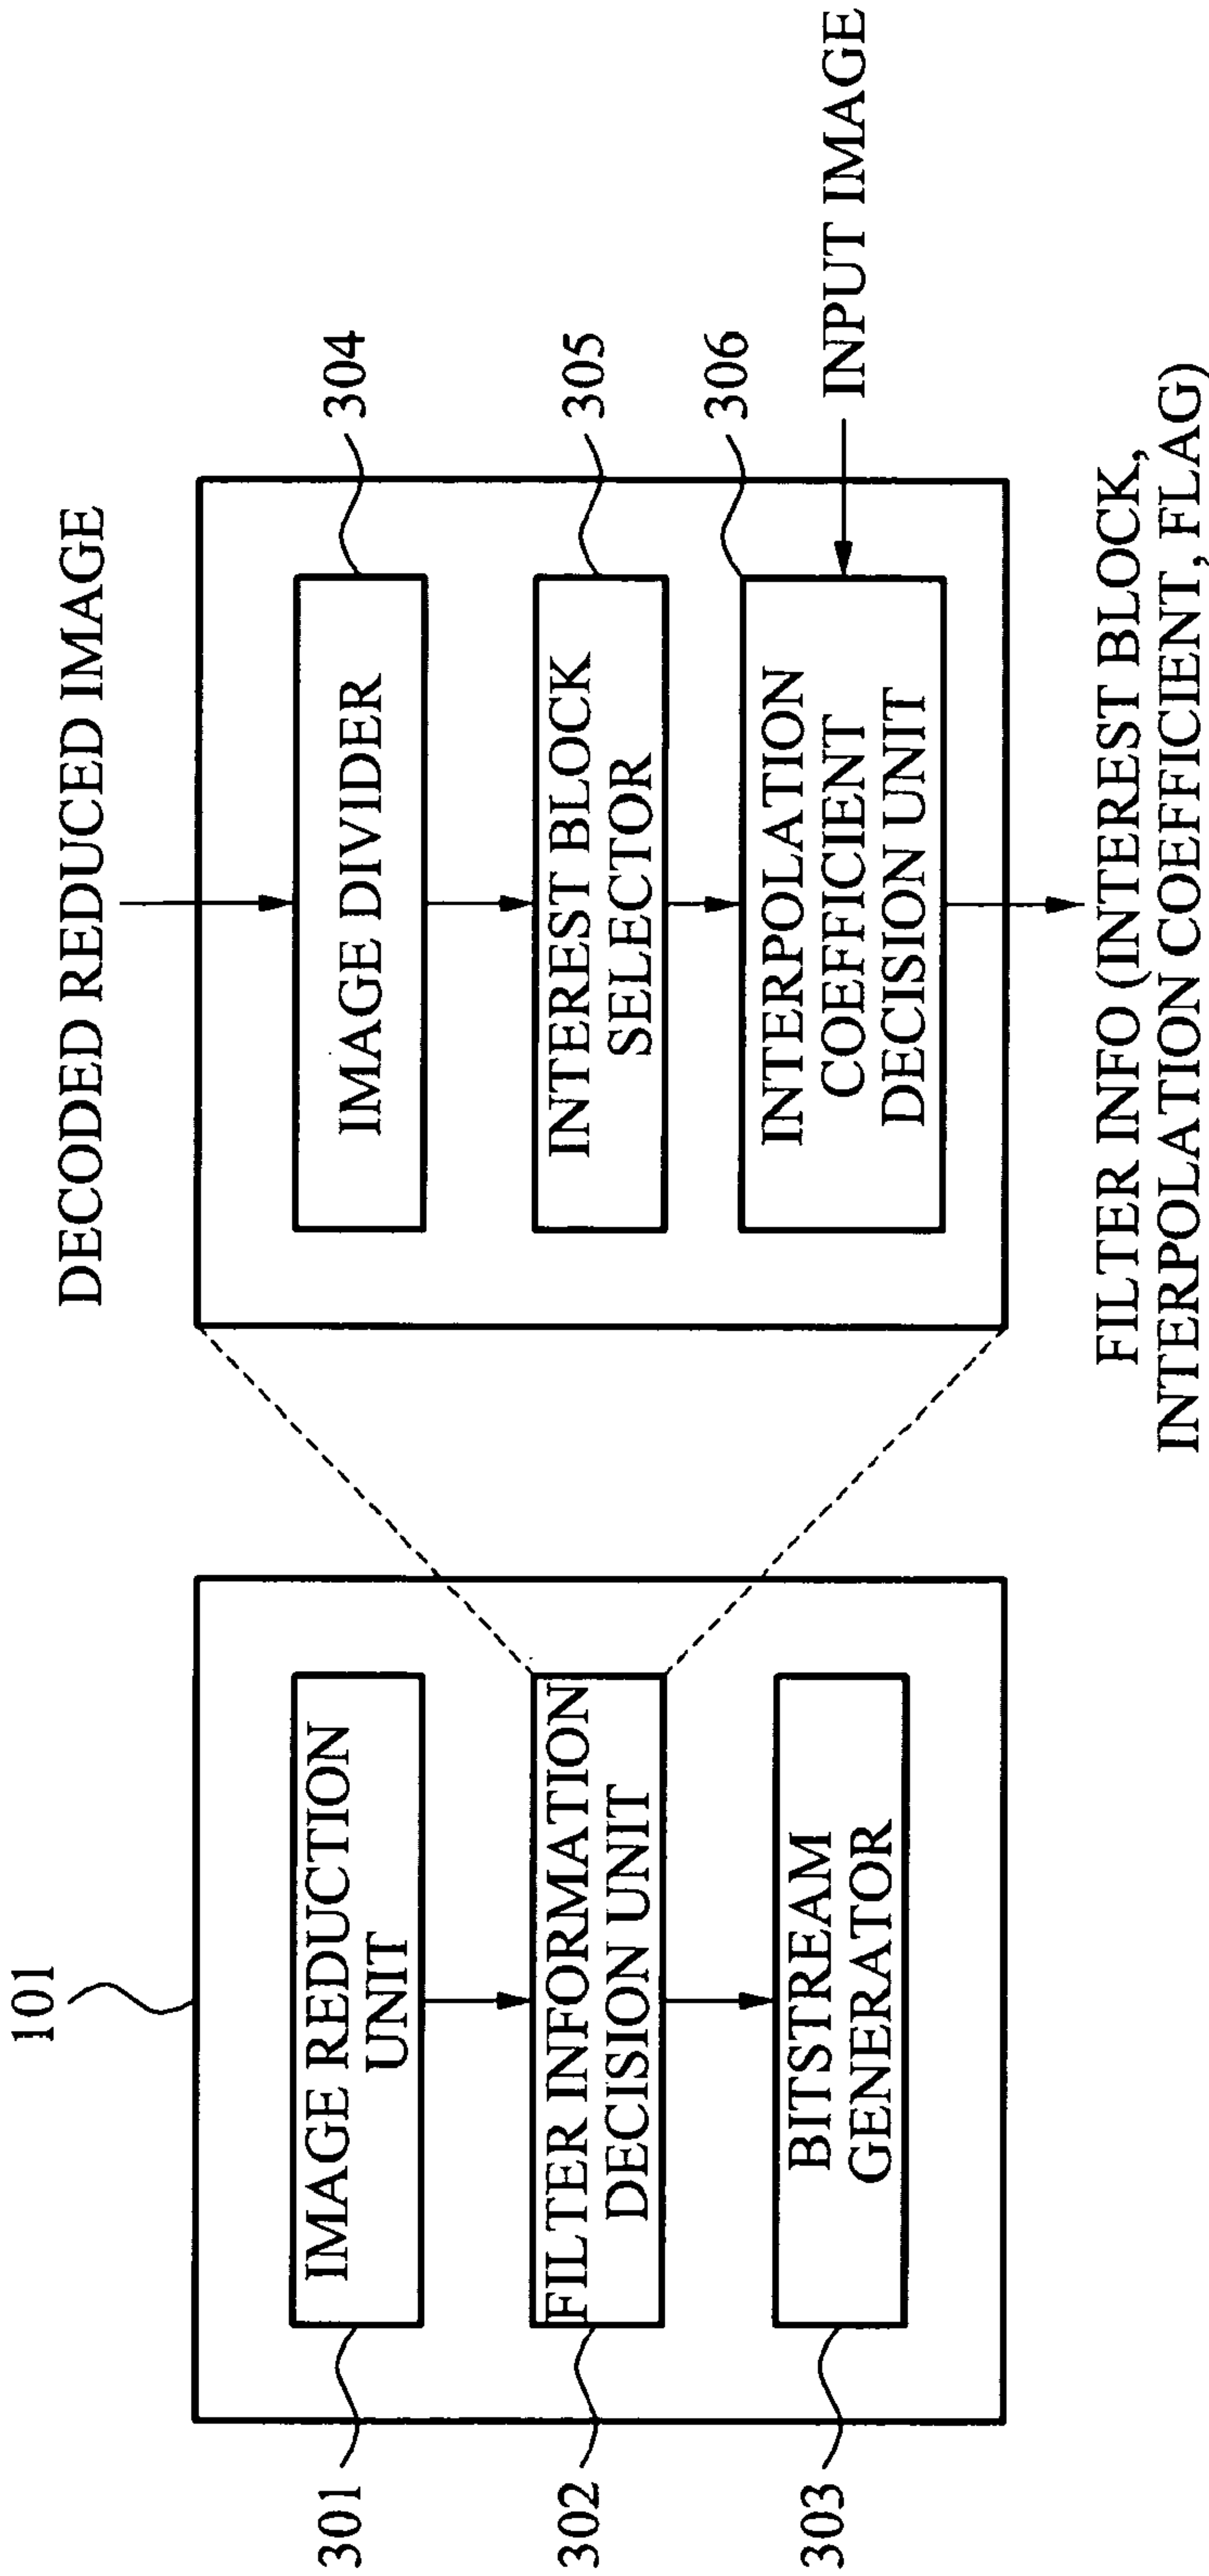 101
301
IMAGE REDUCTION
UNIT
302
FILTER INFORMATION
DECISION UNIT
303
BITSTREAM
GENERATOR
DECODED REDUCED IMAGE
IMAGE DIVIDER
304
INTEREST BLOCK
SELECTOR
305
306
INTERPOLATION
COEFFICIENT
DECISION UNIT
INPUT IMAGE
FILTER INFO (INTEREST BLOCK,
INTERPOLATION COEFFICIENT, FLAG)